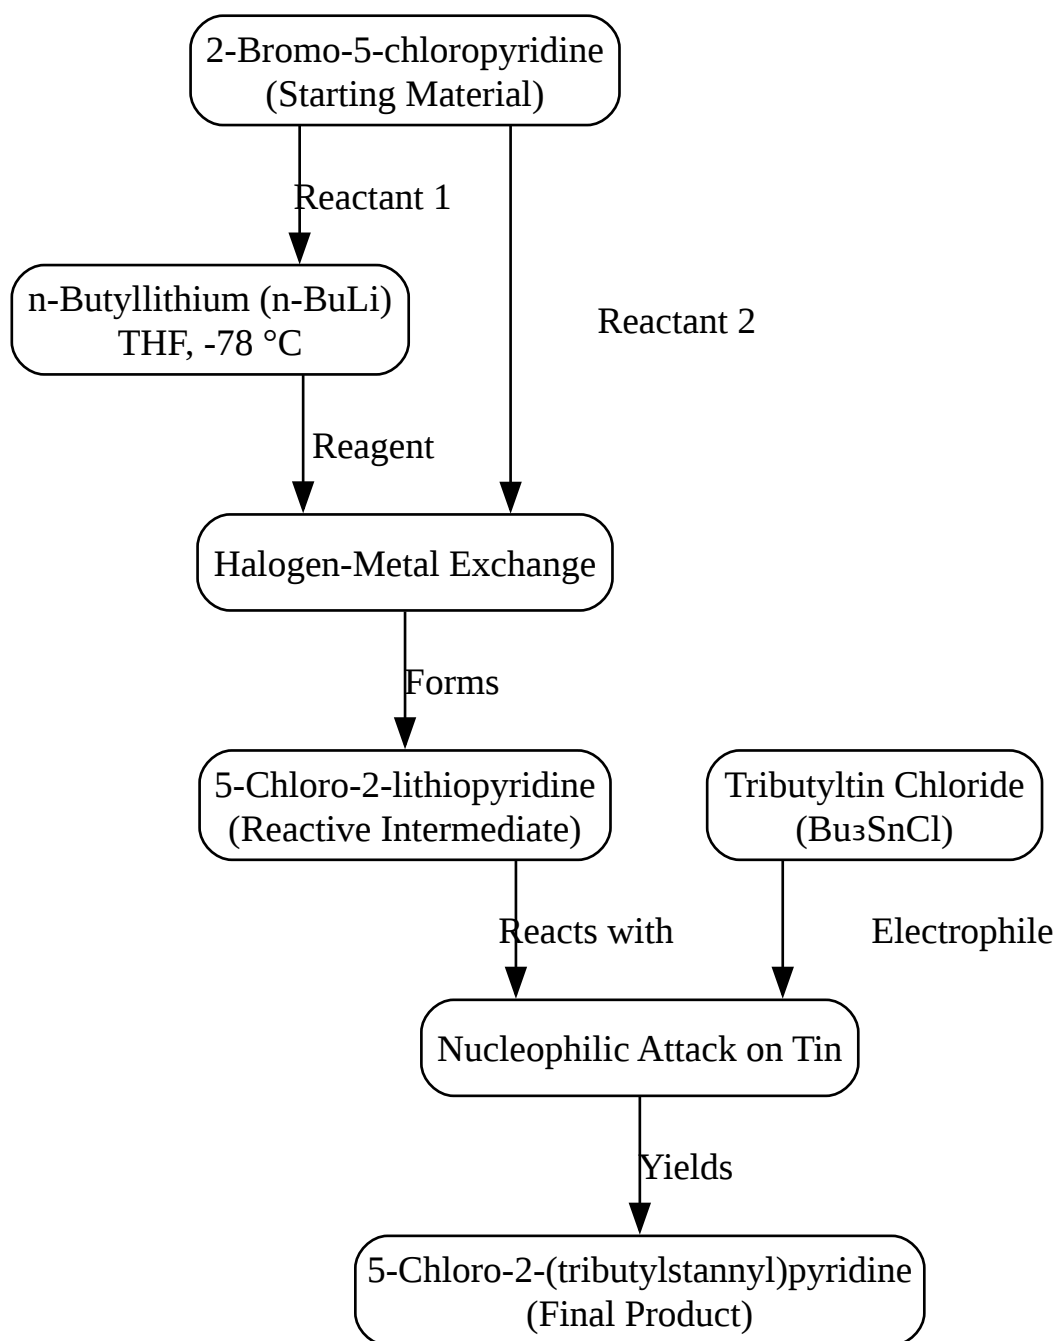 2-Bromo-5-chloropyridine
(Starting Material)
Reactant 1
n-Butyllithium (n-BuLi)
THF, -78 °C
Reactant 2
Reagent
Halogen-Metal Exchange
Forms
5-Chloro-2-lithiopyridine
(Reactive Intermediate)
Tributyltin Chloride
(Bu₃SnCl)
Reacts with
Electrophile
Nucleophilic Attack on Tin
Yields
5-Chloro-2-(tributylstannyl)pyridine
(Final Product)